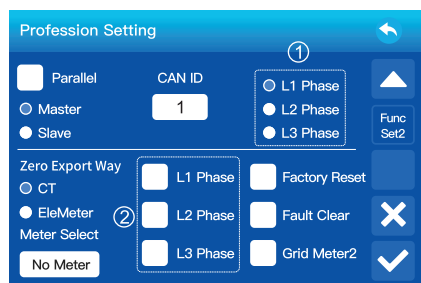 Profession Setting
①
Parallel
CAN ID
Master
1
Slave
L1 Phase
L2 Phase
L3 Phase
Func
Set2
Zero Export Way
CT
EleMeter
Meter Select
No Meter
②
L1 Phase
L2 Phase
L3 Phase
Factory Reset
Fault Clear
Grid Meter2